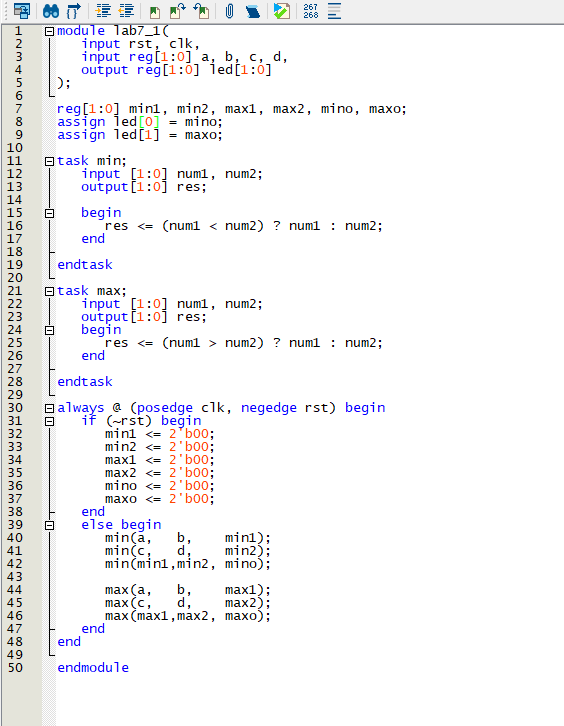 267
268
1 module lab7_1(
2 input rst, clk,
3 input reg[1:0] a, b, c, d,
4 output reg[1:0] led[1:0]
5 );
6
7 reg[1:0] min1, min2, max1, max2, mino, maxo;
8 assign led[0] = mino;
9 assign led[1] = maxo;
10
11 task min;
12 input [1:0] num1, num2;
13 output[1:0] res;
14
15 begin
16 res <= (num1 < num2) ? num1 : num2;
17 end
18
19 endtask
20
21 task max;
22 input [1:0] num1, num2;
23 output[1:0] res;
24 begin
25 res <= (num1 > num2) ? num1 : num2;
26 end
27
28 endtask
29
30 always @ (posedge clk, negedge rst) begin
31 if (~rst) begin
32 min1 <= 2'b00;
33 min2 <= 2'b00;
34 max1 <= 2'b00;
35 max2 <= 2'b00;
36 mino <= 2'b00;
37 maxo <= 2'b00;
38 end
39 else begin
40 min(a, b, min1);
41 min(c, d, min2);
42 min(min1,min2, mino);
43
44 max(a, b, max1);
45 max(c, d, max2);
46 max(max1,max2, maxo);
47 end
48 end
49
50 endmodule